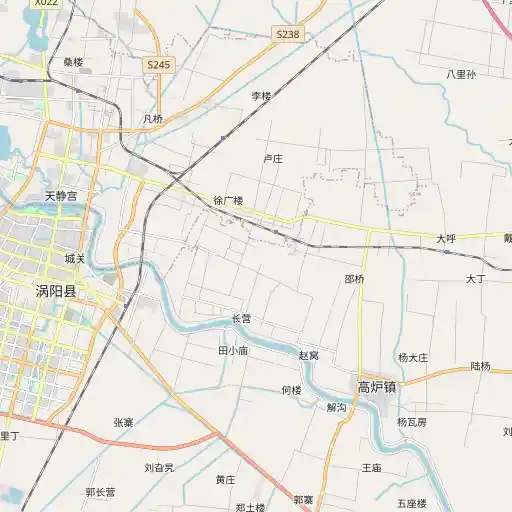 X022
S238
桑楼
S245
八里孙
李楼
凡桥
卢庄
天静宫
徐广楼
大呼
戴
城关
邵桥
大丁
涡阳县
长营
田小庙
赵窝
杨大庄
陆杨
高炉镇
何楼
解沟
张寨
杨瓦房
刘
里丁
刘旮旯
王庙
黄庄
郭长营
郭寨
郑土楼
五座楼